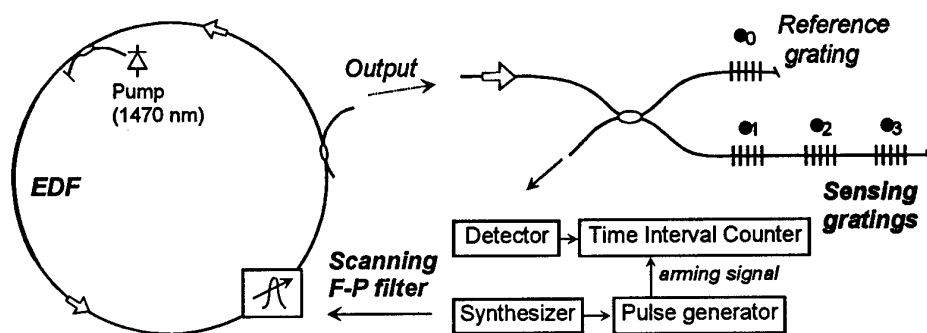 ●0
Reference
grating
Output
Pump
(1470 nm)
●1
●2
●3
EDF
Sensing
gratings
Detector
Time Interval Counter
Scanning
F-P filter
arming signal
Synthesizer
Pulse generator